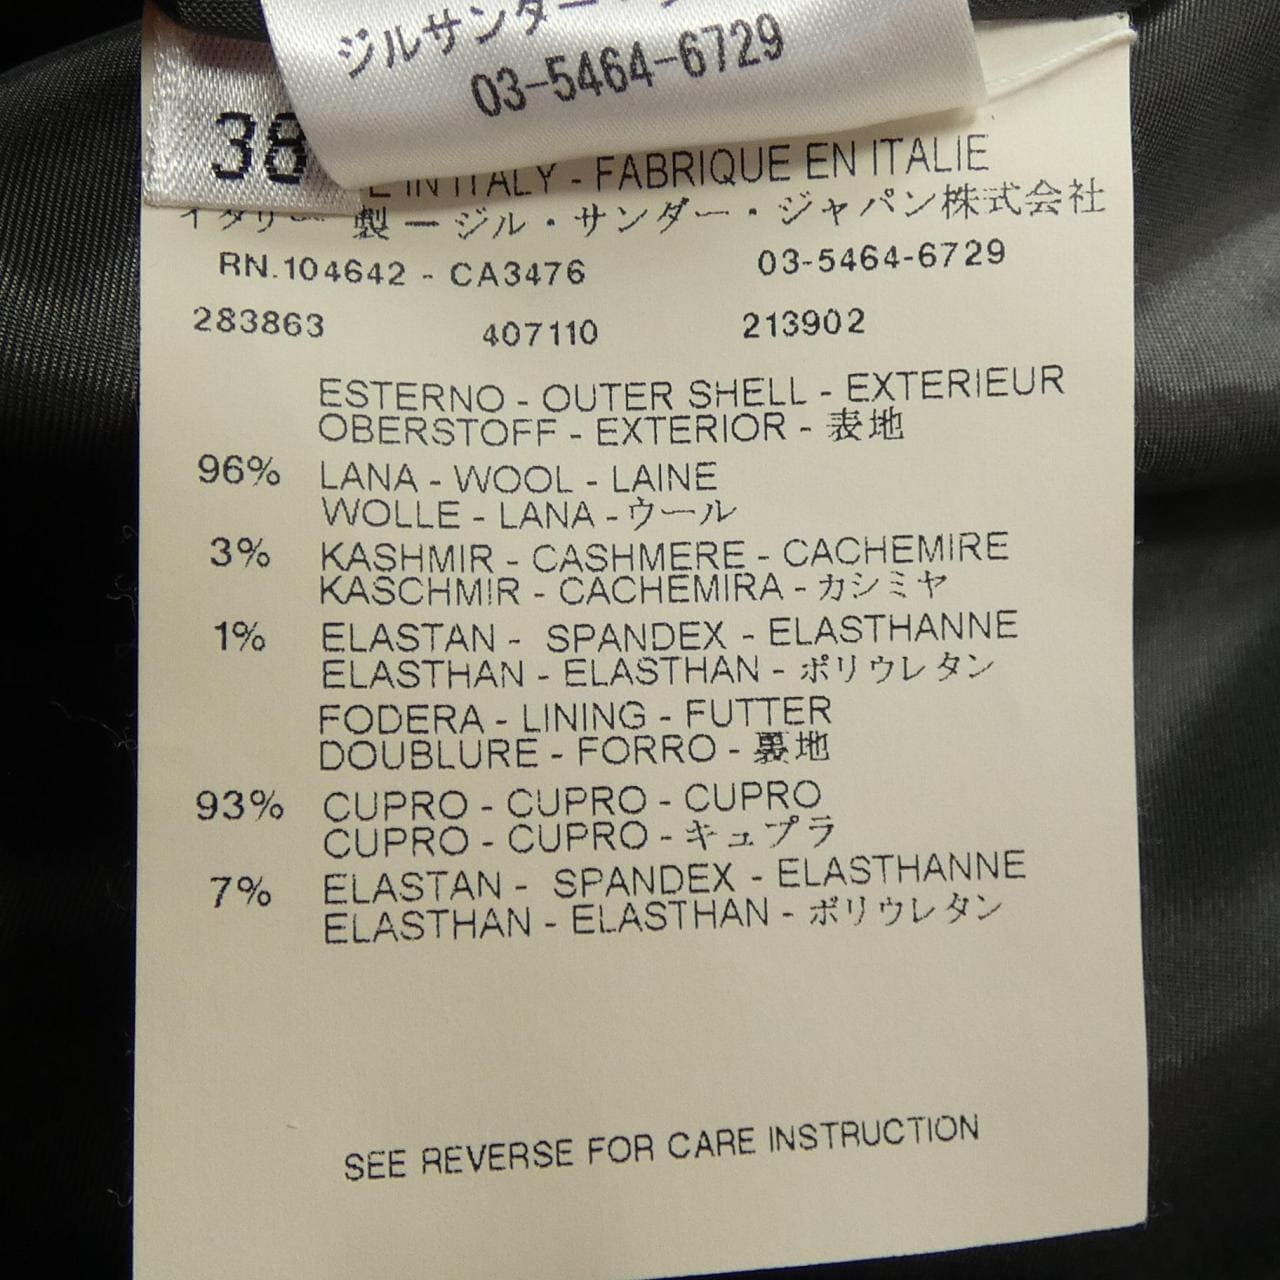 ジルサンダー・
03-5464-6729
38
IN ITALY - FABRIQUE EN ITALIE
イタリー 製 ー ジル・サンダー・ジャパン株式会社
RN.104642 - CA3476 03-5464-6729
283863 407110 213902
ESTERNO - OUTER SHELL - EXTERIEUR
OBERSTOFF - EXTERIOR - 表地
96% LANA - WOOL - LAINE
WOLLE - LANA - ウール
3% KASHMIR - CASHMERE - CACHEMIRE
KASCHMIR - CACHEMIRA - カシミヤ
1% ELASTAN - SPANDEX - ELASTHANNE
ELASTHAN - ELASTHAN - ポリウレタン
FODERA - LINING - FUTTER
DOUBLURE - FORRO - 裏地
93% CUPRO - CUPRO - CUPRO
CUPRO - CUPRO - キュプラ
7% ELASTAN - SPANDEX - ELASTHANNE
ELASTHAN - ELASTHAN - ポリウレタン
SEE REVERSE FOR CARE INSTRUCTION